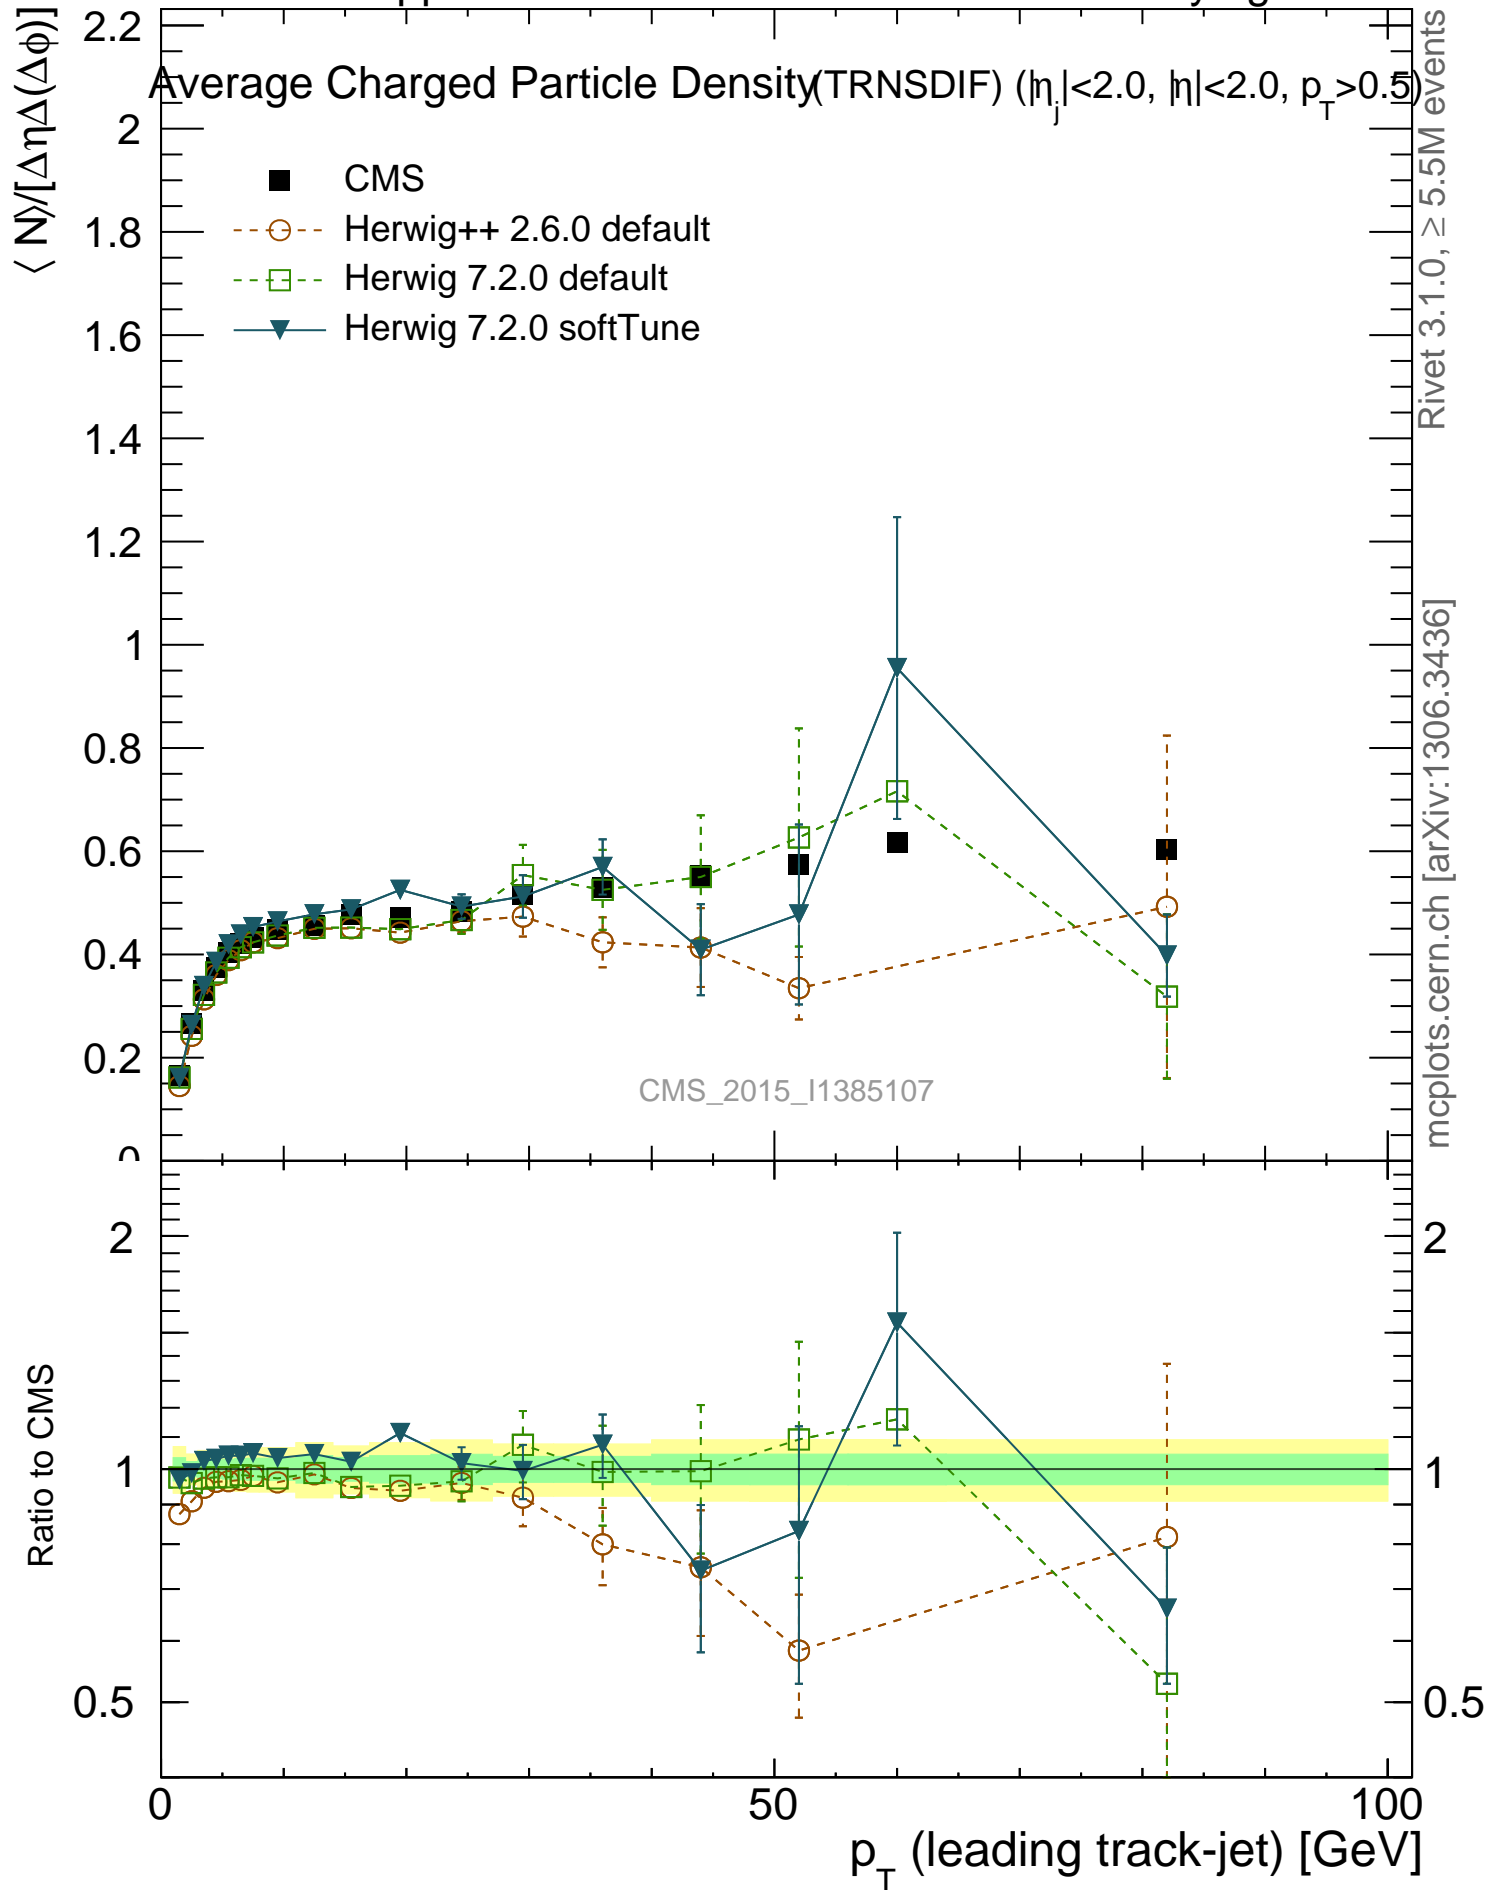 pp
⟨ N⟩/[ΔηΔ(Δϕ)]
Average Charged Particle Density (TRNSDIF) (|η_j|<2.0, |η|<2.0, p_T>0.5)
CMS
Herwig++ 2.6.0 default
Herwig 7.2.0 default
Herwig 7.2.0 softTune
2.2
2
1.8
1.6
1.4
1.2
1
0.8
0.6
0.4
0.2
0
CMS_2015_I1385107
Rivet 3.1.0, ≥ 5.5M events
mcplots.cern.ch [arXiv:1306.3436]
Ratio to CMS
2
1
0.5
2
1
0.5
0
50
100
p_T (leading track-jet) [GeV]